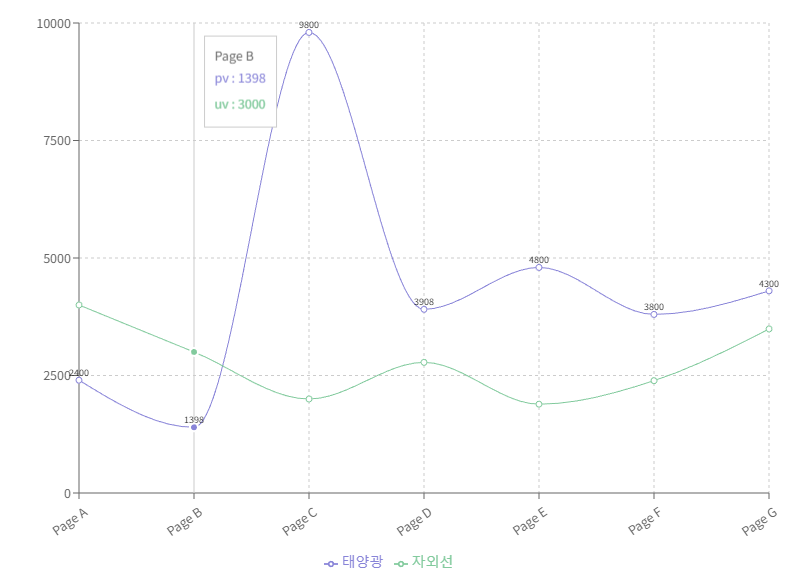 10000
7500
5000
2500
0
Page B
pv : 1398
uv : 3000
2400
1398
9800
3908
4800
3800
4300
Page A
Page B
Page C
Page D
Page E
Page F
Page G
태양광 자외선